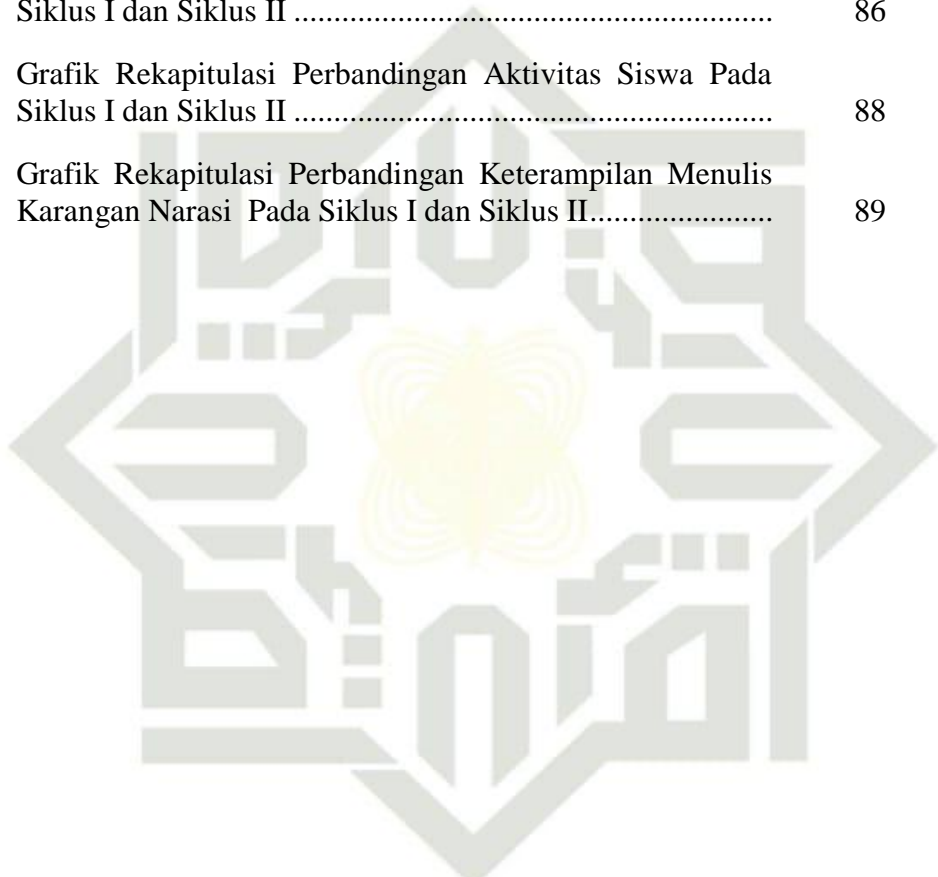 Siklus I dan Siklus II ........................................................... 86
Grafik Rekapitulasi Perbandingan Aktivitas Siswa Pada
Siklus I dan Siklus II ........................................................... 88
Grafik Rekapitulasi Perbandingan Keterampilan Menulis
Karangan Narasi Pada Siklus I dan Siklus II...................... 89